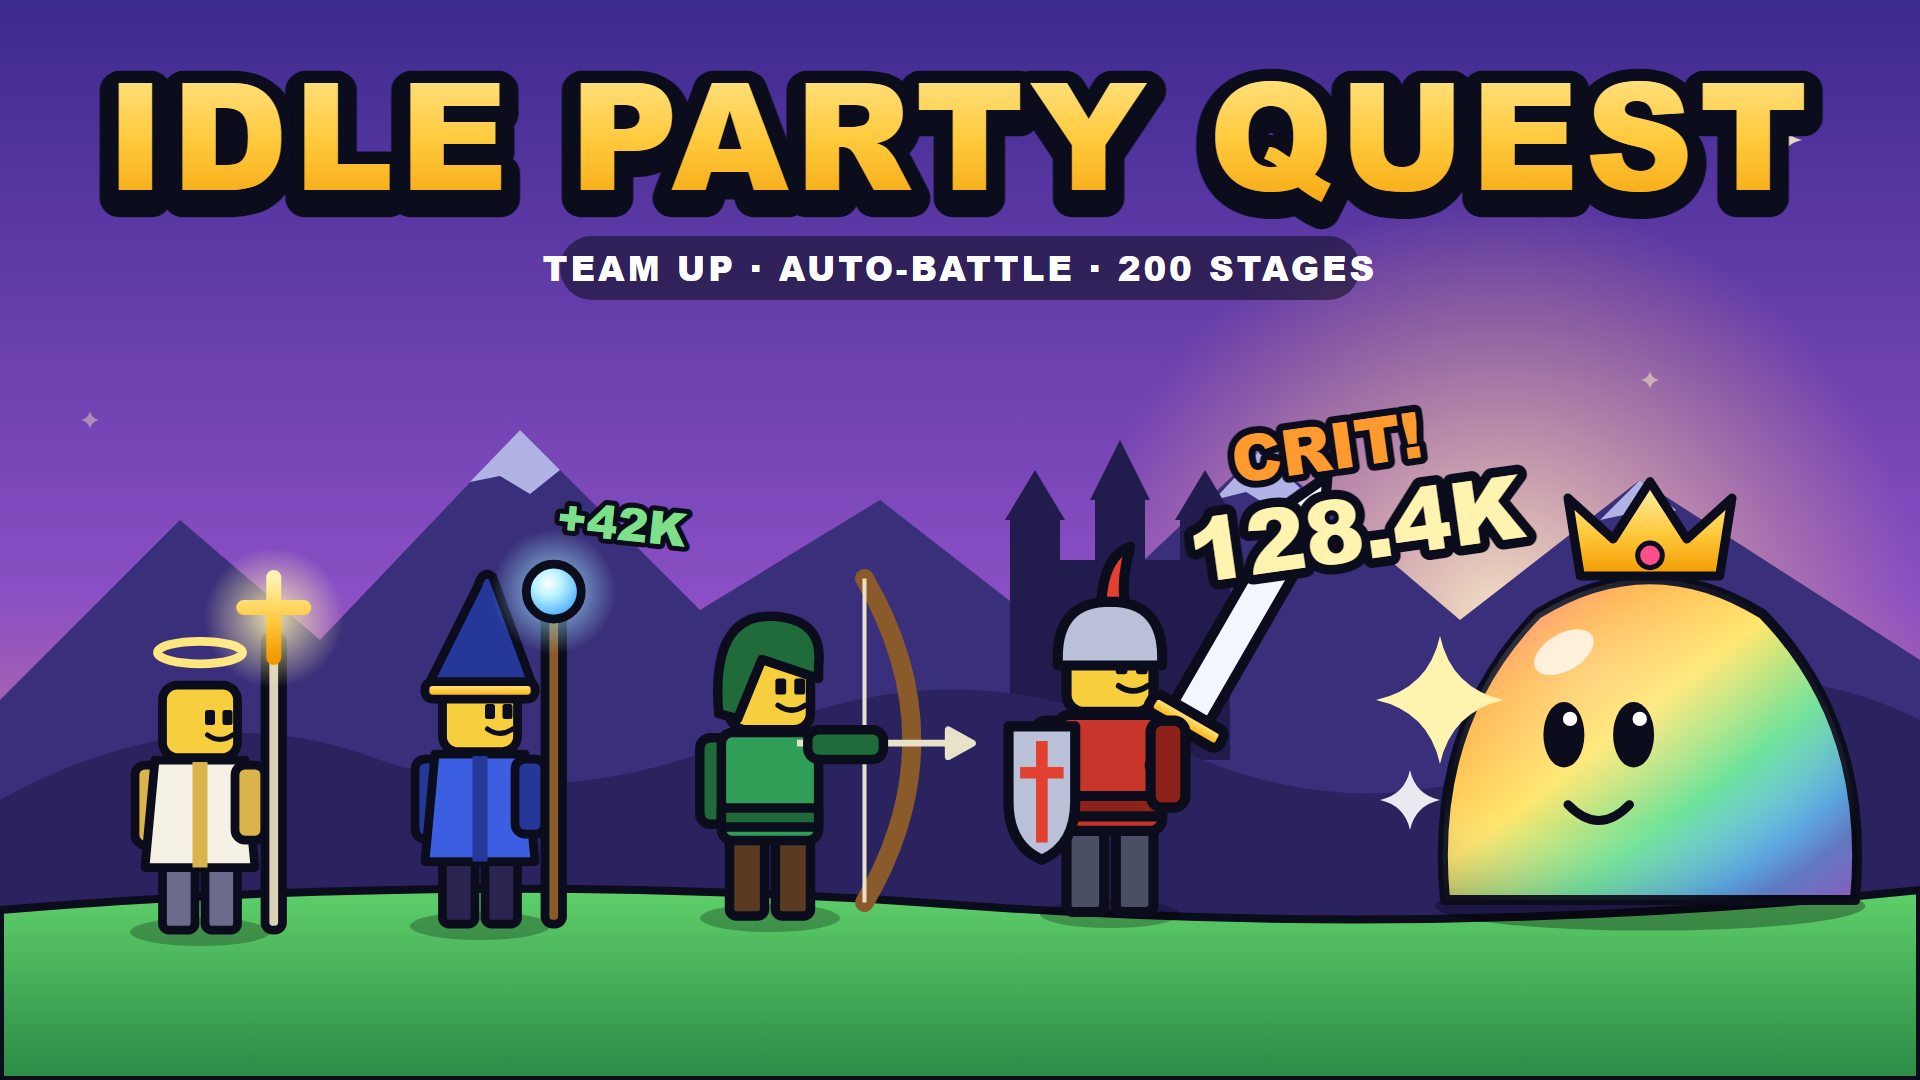 IDLE PARTY QUEST
TEAM UP · AUTO-BATTLE · 200 STAGES
CRIT!
128.4K
+42K